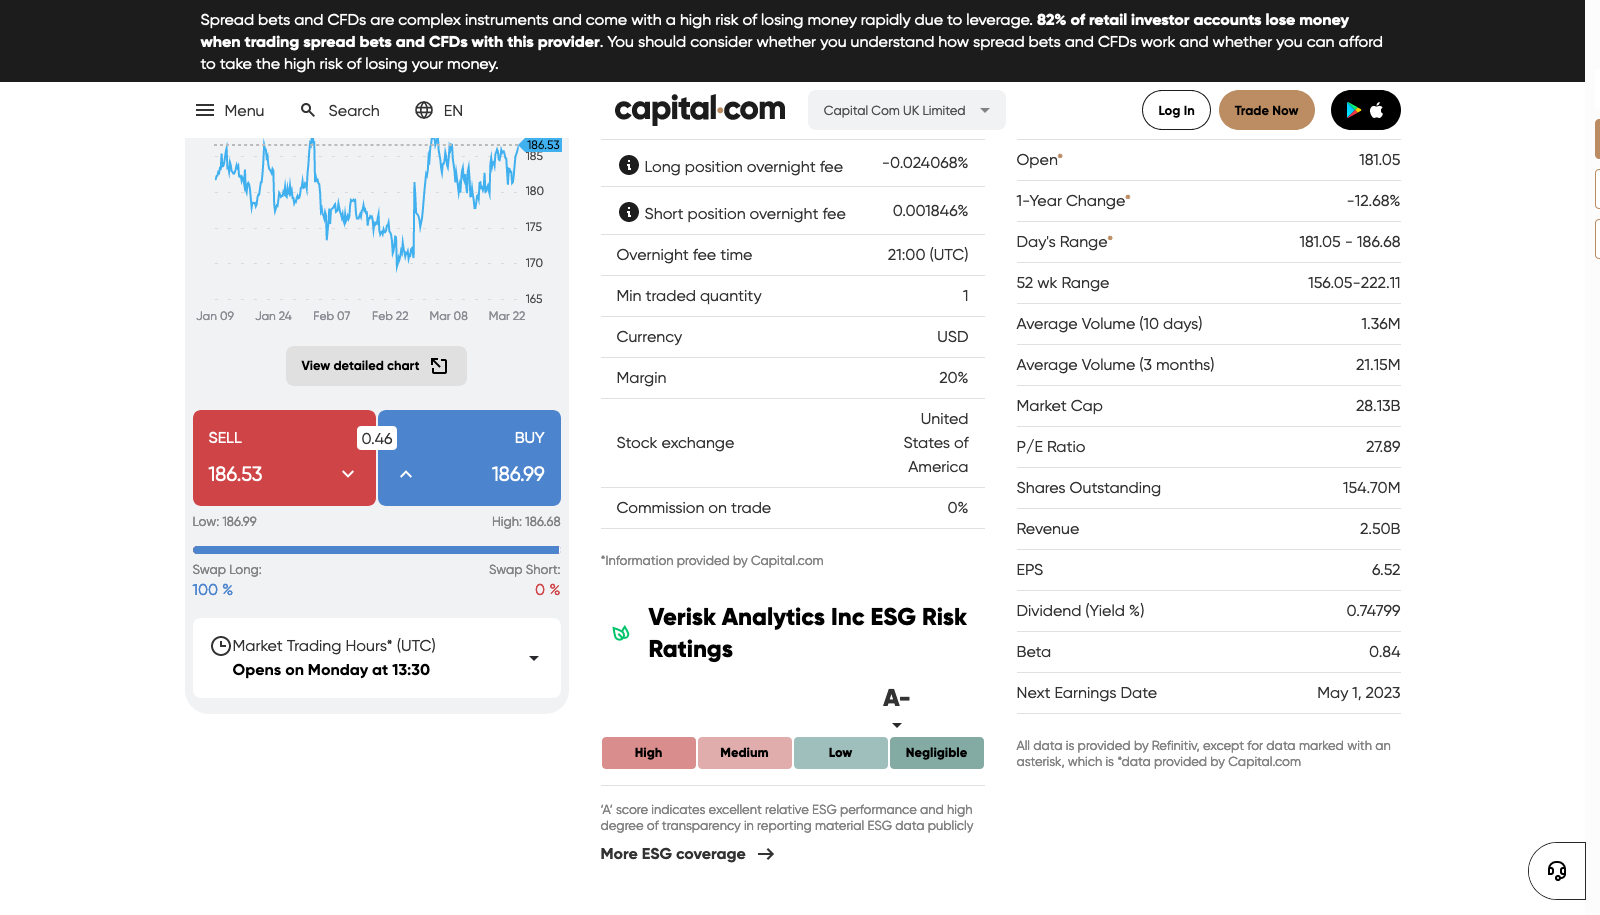 Spread bets and CFDs are complex instruments and come with a high risk of losing money rapidly due to leverage. 82% of retail investor accounts lose money
when trading spread bets and CFDs with this provider. You should consider whether you understand how spread bets and CFDs work and whether you can afford
to take the high risk of losing your money.
Menu Search EN capital.com Capital Com UK Limited Log In Trade Now
186.53
185
180
175
170
165
Jan 09 Jan 24 Feb 07 Feb 22 Mar 08 Mar 22
View detailed chart
SELL 0.46 BUY
186.53 186.99
Low: 186.99 High: 186.68
Swap Long: Swap Short:
100 % 0 %
Market Trading Hours* (UTC)
Opens on Monday at 13:30
Long position overnight fee -0.024068%
Short position overnight fee 0.001846%
Overnight fee time 21:00 (UTC)
Min traded quantity 1
Currency USD
Margin 20%
Stock exchange United
States of
America
Commission on trade 0%
*Information provided by Capital.com
Verisk Analytics Inc ESG Risk
Ratings
A-
High Medium Low Negligible
'A' score indicates excellent relative ESG performance and high
degree of transparency in reporting material ESG data publicly
More ESG coverage
Open* 181.05
1-Year Change* -12.68%
Day's Range* 181.05 - 186.68
52 wk Range 156.05-222.11
Average Volume (10 days) 1.36M
Average Volume (3 months) 21.15M
Market Cap 28.13B
P/E Ratio 27.89
Shares Outstanding 154.70M
Revenue 2.50B
EPS 6.52
Dividend (Yield %) 0.74799
Beta 0.84
Next Earnings Date May 1, 2023
All data is provided by Refinitiv, except for data marked with an
asterisk, which is *data provided by Capital.com